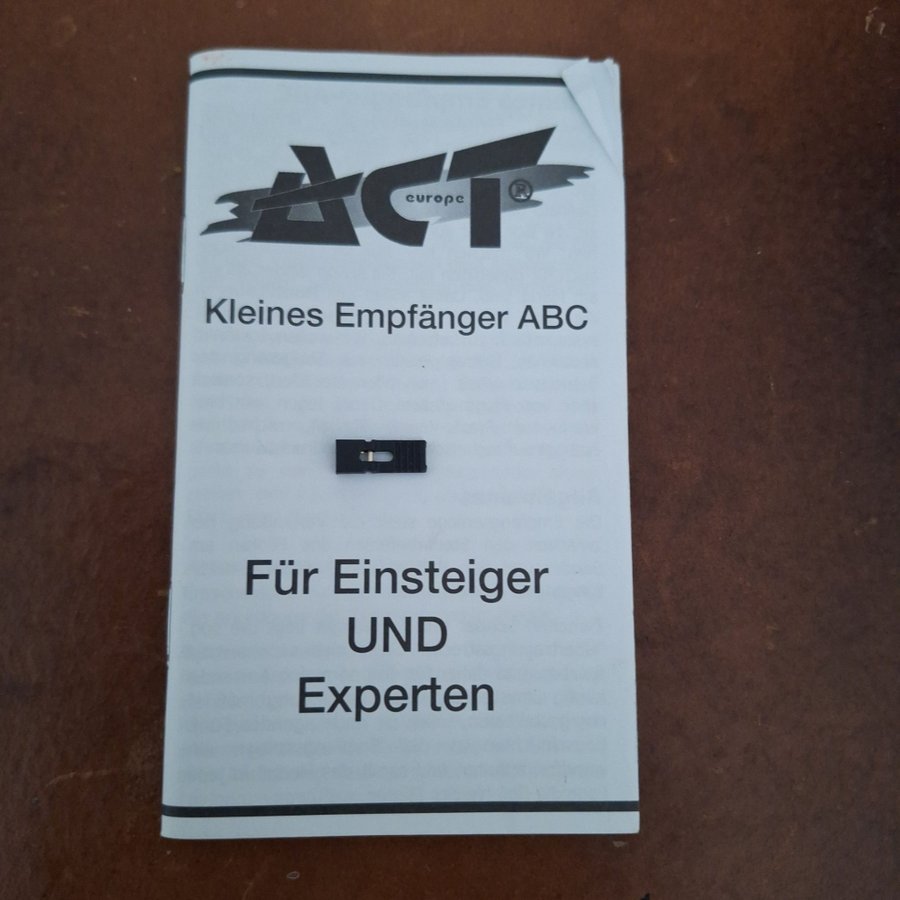 ACT
europe
®
Kleines Empfänger ABC
Für Einsteiger
UND
Experten